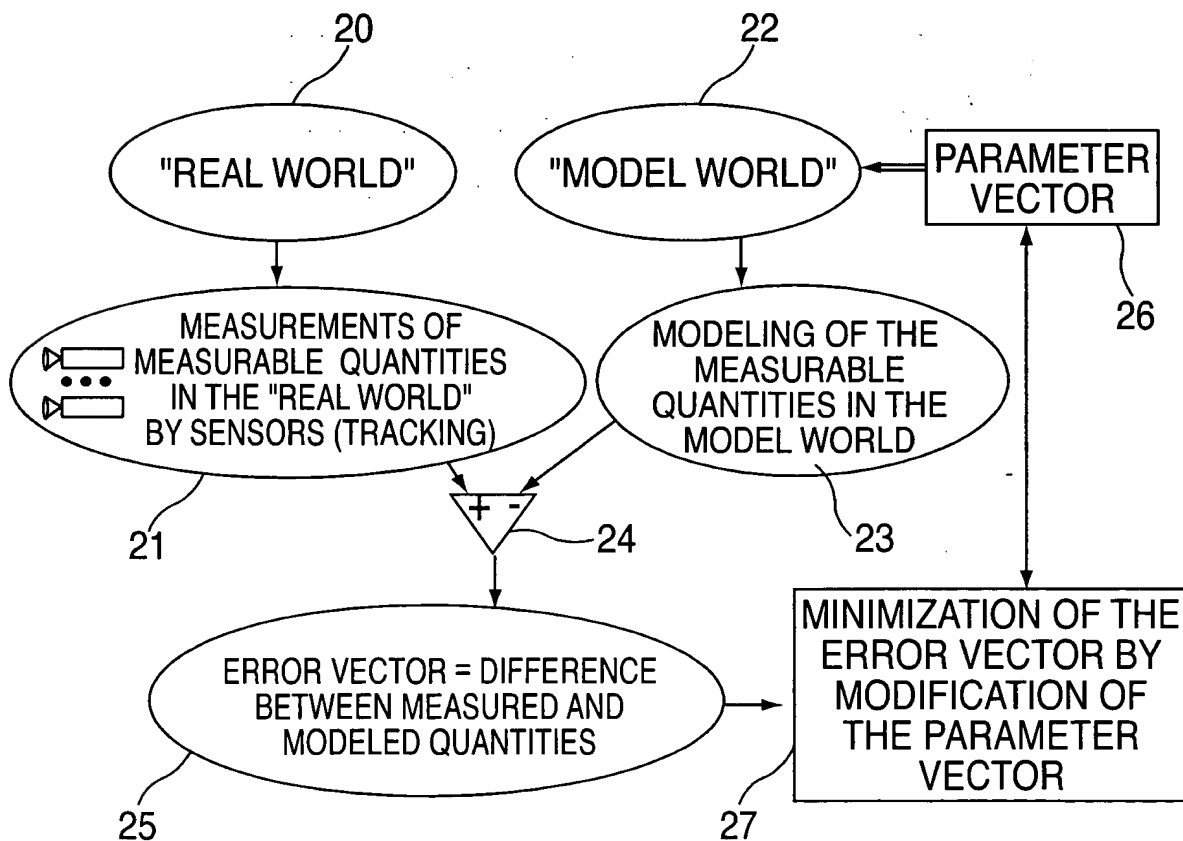 20
22
"REAL WORLD"
"MODEL WORLD"
PARAMETER
VECTOR
26
MEASUREMENTS OF
MEASURABLE QUANTITIES
IN THE "REAL WORLD"
BY SENSORS (TRACKING)
MODELING OF THE
MEASURABLE
QUANTITIES IN THE
MODEL WORLD
21
+ -
24
23
ERROR VECTOR = DIFFERENCE
BETWEEN MEASURED AND
MODELED QUANTITIES
MINIMIZATION OF THE
ERROR VECTOR BY
MODIFICATION OF
THE PARAMETER
VECTOR
25
27